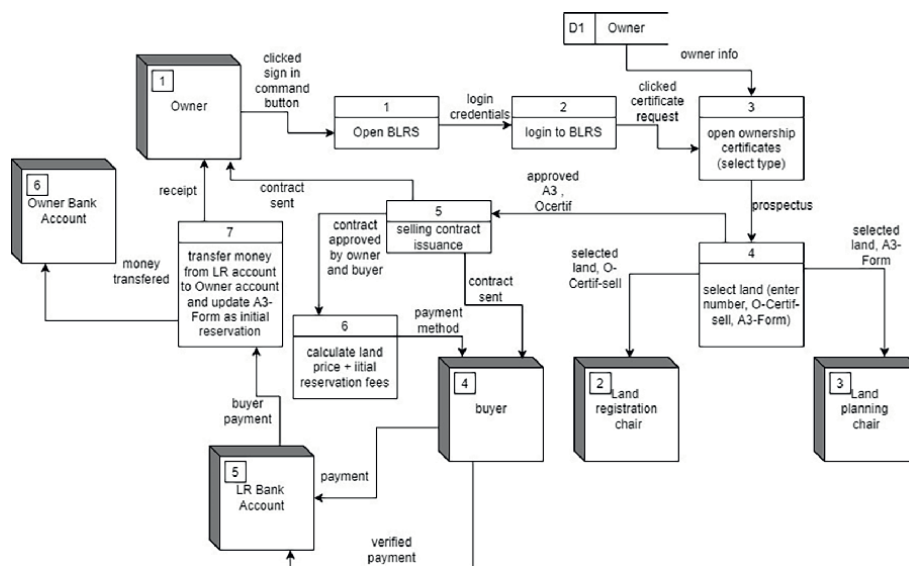 D1 Owner
owner info
1
Owner
clicked
sign in
command
button
1
Open BLRS
login
credentials
2
login to BLRS
clicked
certificate
request
3
open ownership
certificates
(select type)
6
Owner Bank
Account
receipt
contract
sent
approved
A3 ,
Ocertif
prospectus
7
transfer money
from LR account
to Owner account
and update A3-
Form as initial
reservation
money
transfered
contract
approved
by owner
and buyer
5
selling contract
issuance
contract
sent
selected
land, O-
Certif-sell
4
select land (enter
number, O-Certif-
sell, A3-Form)
selected
land, A3-
Form
6
calculate land
price + iitial
reservation fees
payment
method
4
buyer
2
Land
registration
chair
3
Land
planning
chair
buyer
payment
5
LR Bank
Account
payment
verified
payment